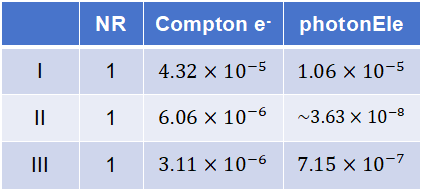 NR Compton e- photonEle
I 1 4.32 × 10⁻⁵ 1.06 × 10⁻⁵
II 1 6.06 × 10⁻⁶ ~3.63 × 10⁻⁸
III 1 3.11 × 10⁻⁶ 7.15 × 10⁻⁷